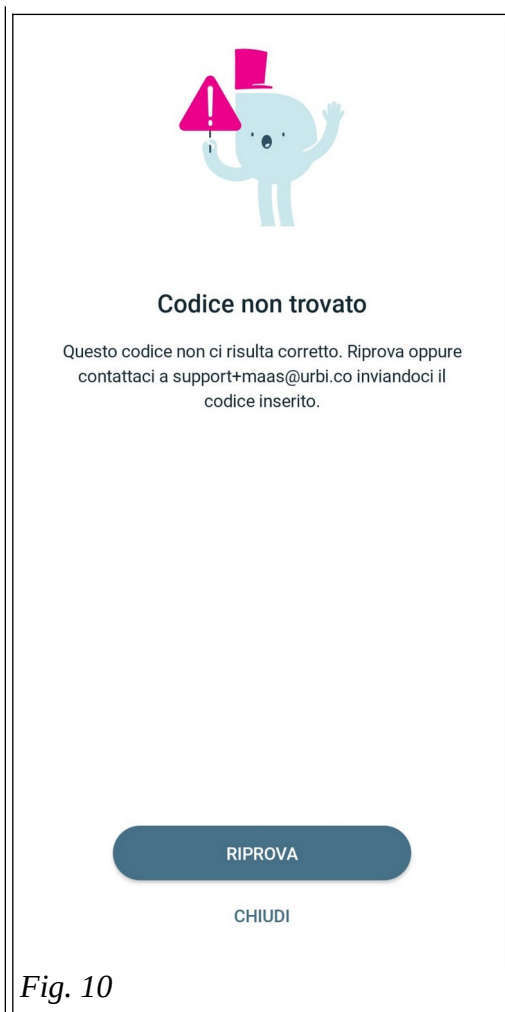 Codice non trovato
Questo codice non ci risulta corretto. Riprova oppure
contattaci a support+maas@urbi.co inviandoci il
codice inserito.
RIPROVA
CHIUDI
Fig. 10